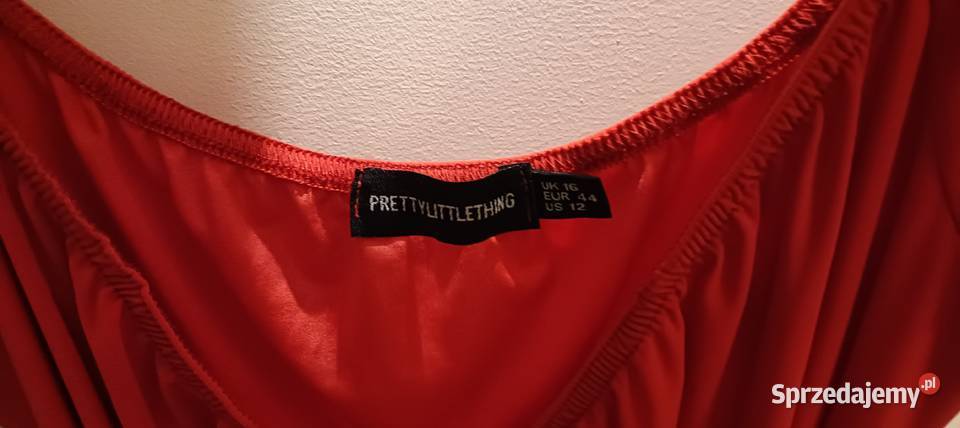 PRETTYLITTLETHING
UK 16
EUR 44
US 12
Sprzedajemy.pl